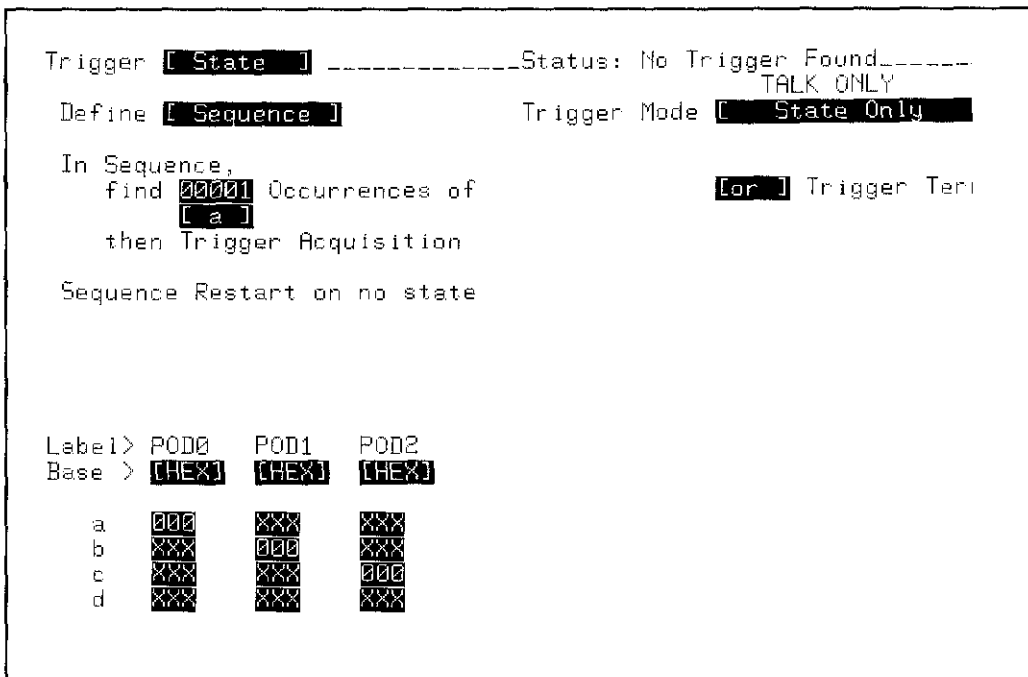 Trigger [ State ] _____________Status: No Trigger Found______
TALK ONLY
Define [ Sequence ] Trigger Mode [ State Only
In Sequence,
find 00001 Occurrences of [or ] Trigger
[ a ]
then Trigger Acquisition
Sequence Restart on no state
Label> POD0 POD1 POD2
Base > [HEX] [HEX] [HEX]
a 000 XXX XXX
b XXX 000 XXX
c XXX XXX 000
d XXX XXX XXX